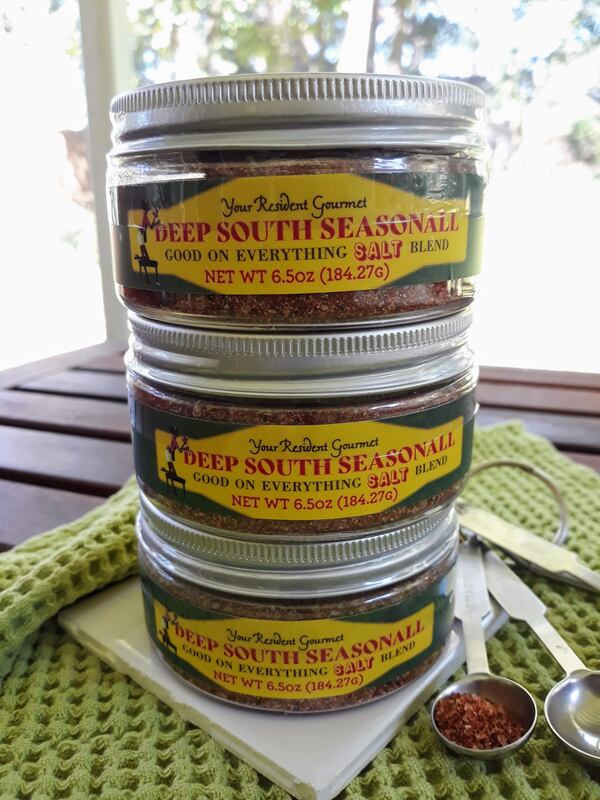 Your Resident Gourmet
DEEP SOUTH SEASONALL
GOOD ON EVERYTHING SALT BLEND
NET WT 6.5OZ (184.27G)
Your Resident Gourmet
DEEP SOUTH SEASONALL
GOOD ON EVERYTHING SALT BLEND
NET WT 6.5OZ (184.27G)
Your Resident Gourmet
DEEP SOUTH SEASONALL
GOOD ON EVERYTHING SALT BLEND
NET WT 6.5OZ (184.27G)